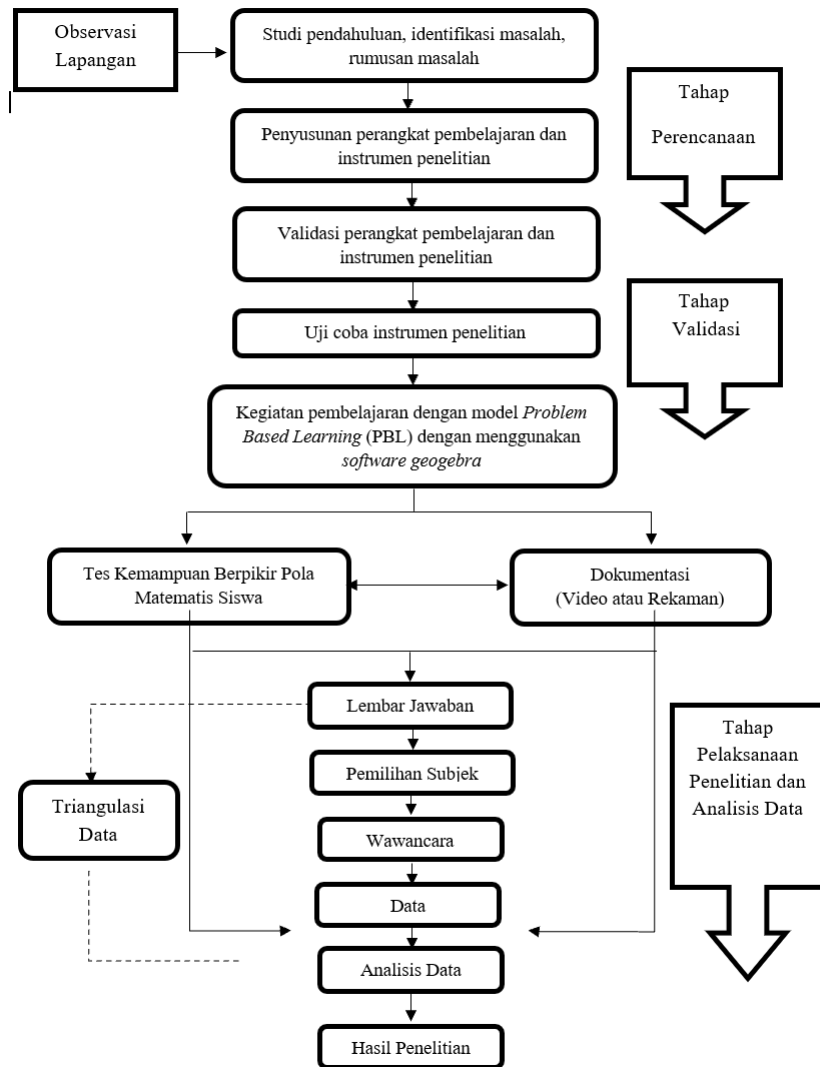 Observasi
Lapangan
Studi pendahuluan, identifikasi masalah,
rumusan masalah
Tahap
Perencanaan
Penyusunan perangkat pembelajaran dan
instrumen penelitian
Validasi perangkat pembelajaran dan
instrumen penelitian
Tahap
Validasi
Uji coba instrumen penelitian
Kegiatan pembelajaran dengan model Problem
Based Learning (PBL) dengan menggunakan
software geogebra
Tes Kemampuan Berpikir Pola
Matematis Siswa
Dokumentasi
(Video atau Rekaman)
Lembar Jawaban
Tahap
Pelaksanaan
Penelitian dan
Analisis Data
Pemilihan Subjek
Triangulasi
Data
Wawancara
Data
Analisis Data
Hasil Penelitian